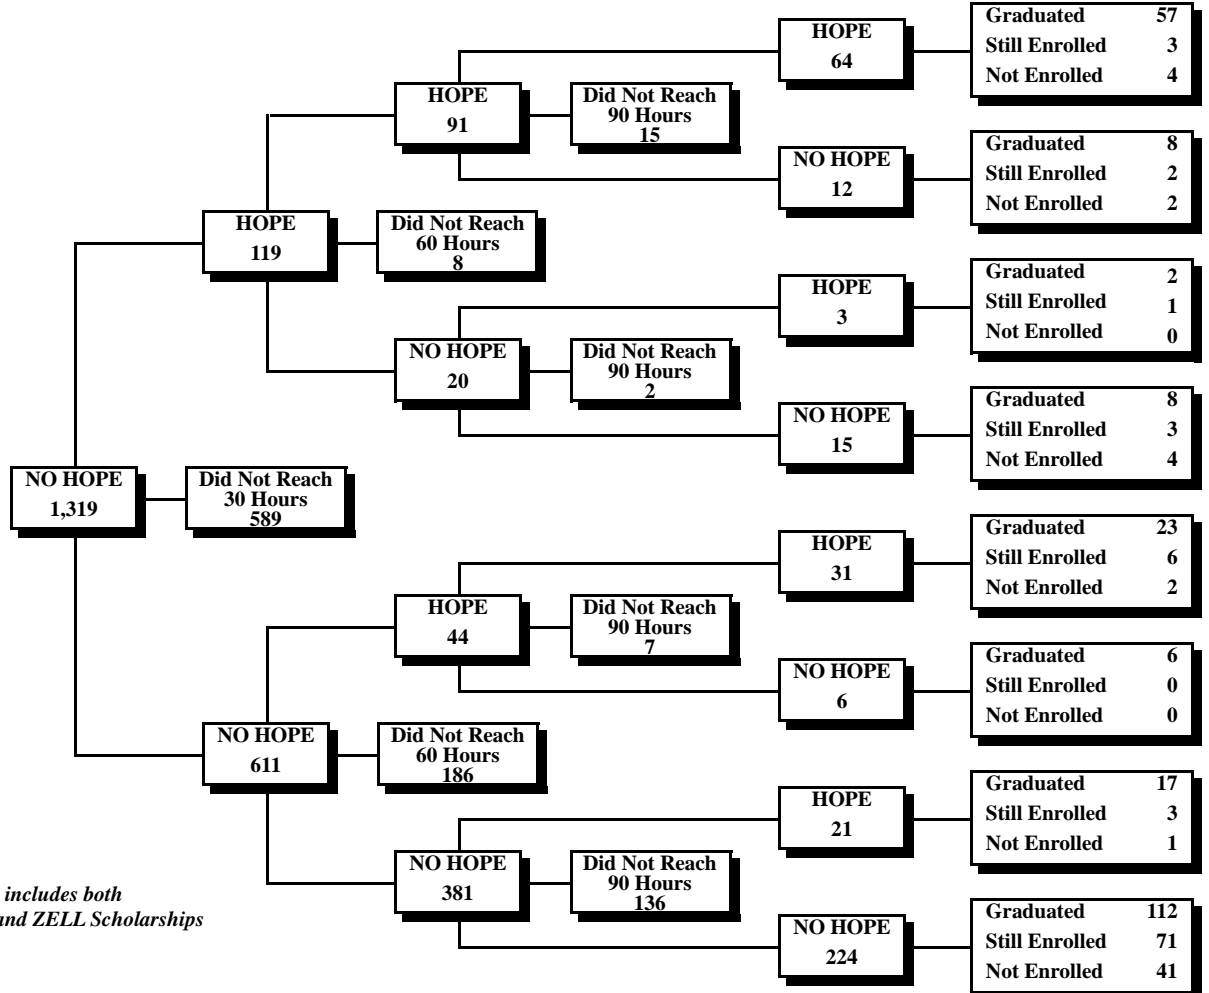 HOPE
64
Graduated 57
Still Enrolled 3
Not Enrolled 4
HOPE
91
Did Not Reach
90 Hours
15
NO HOPE
12
Graduated 8
Still Enrolled 2
Not Enrolled 2
HOPE
119
Did Not Reach
60 Hours
8
HOPE
3
Graduated 2
Still Enrolled 1
Not Enrolled 0
NO HOPE
20
Did Not Reach
90 Hours
2
NO HOPE
15
Graduated 8
Still Enrolled 3
Not Enrolled 4
NO HOPE
1,319
Did Not Reach
30 Hours
589
HOPE
31
Graduated 23
Still Enrolled 6
Not Enrolled 2
HOPE
44
Did Not Reach
90 Hours
7
NO HOPE
6
Graduated 6
Still Enrolled 0
Not Enrolled 0
NO HOPE
611
Did Not Reach
60 Hours
186
HOPE
21
Graduated 17
Still Enrolled 3
Not Enrolled 1
NO HOPE
381
Did Not Reach
90 Hours
136
NO HOPE
224
Graduated 112
Still Enrolled 71
Not Enrolled 41
includes both
and ZELL Scholarships